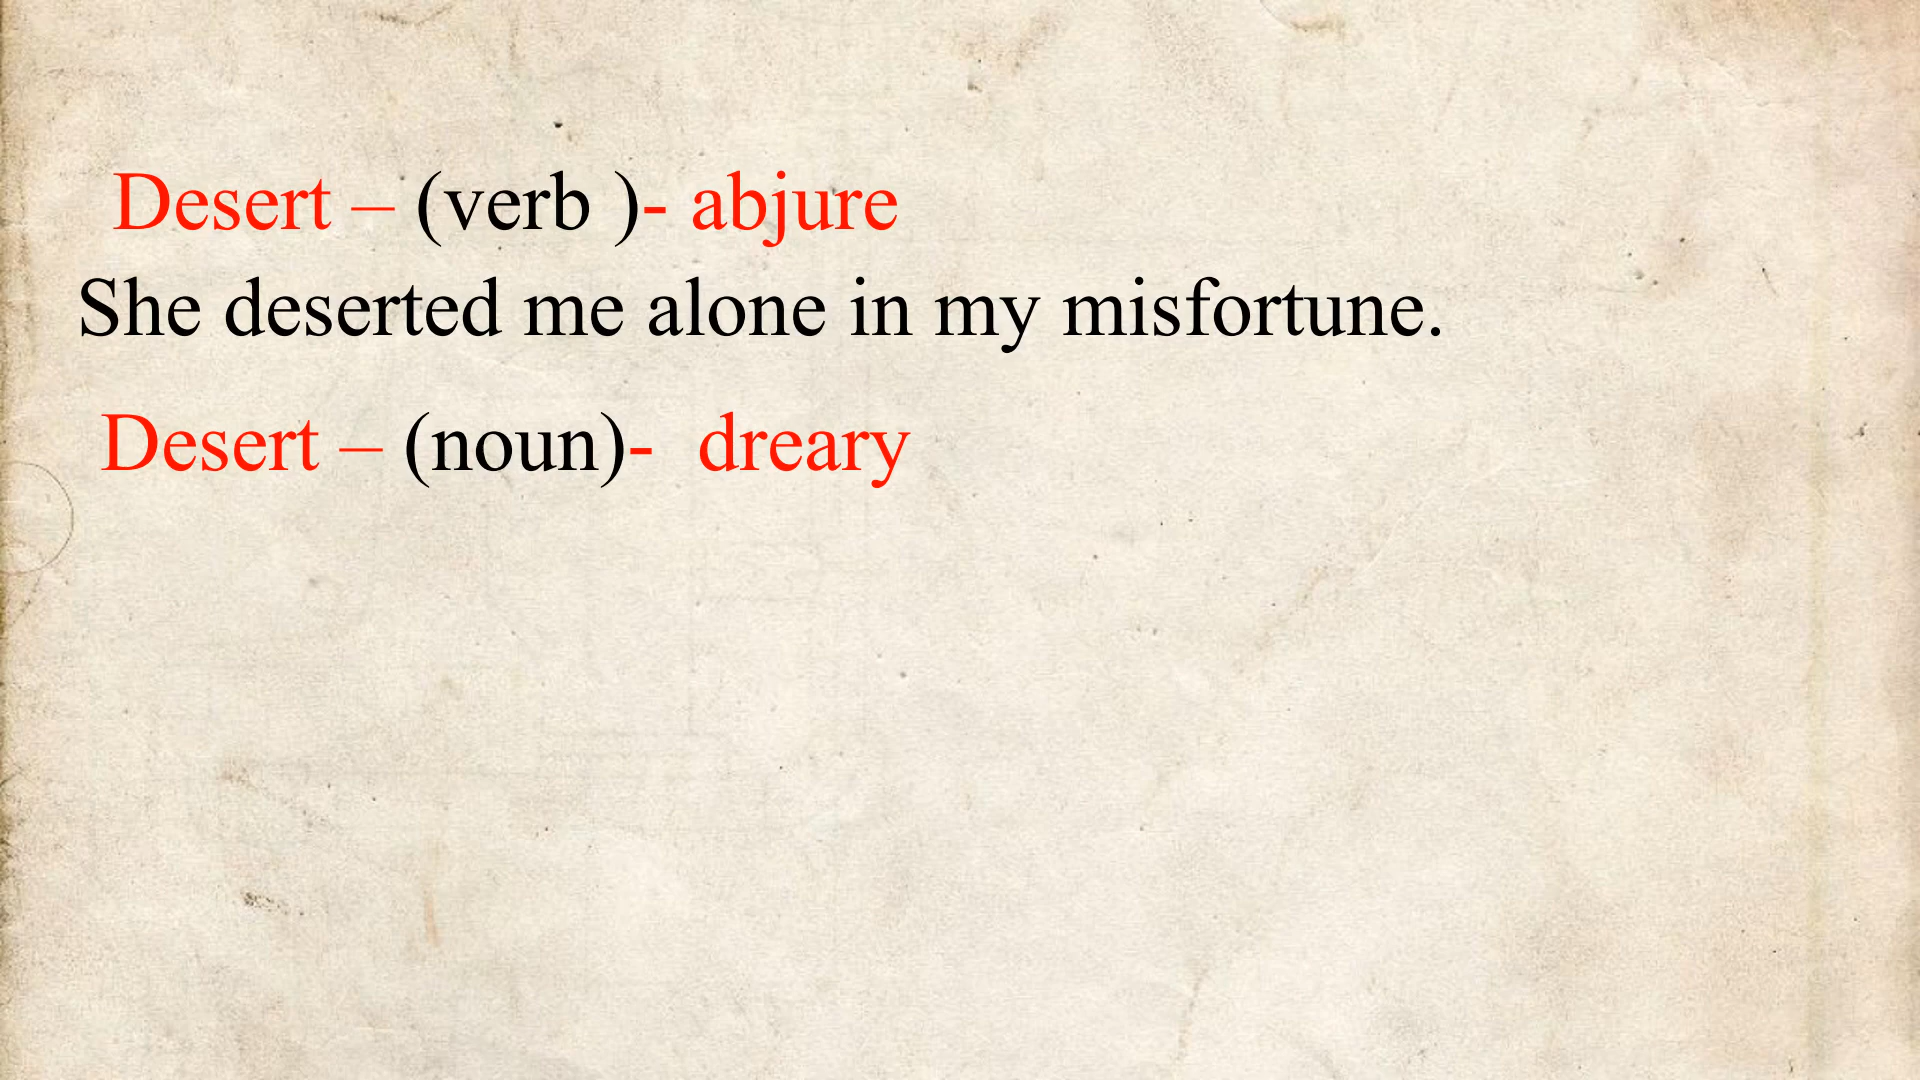 Desert – (verb )- abjure
She deserted me alone in my misfortune.
Desert – (noun)-  dreary